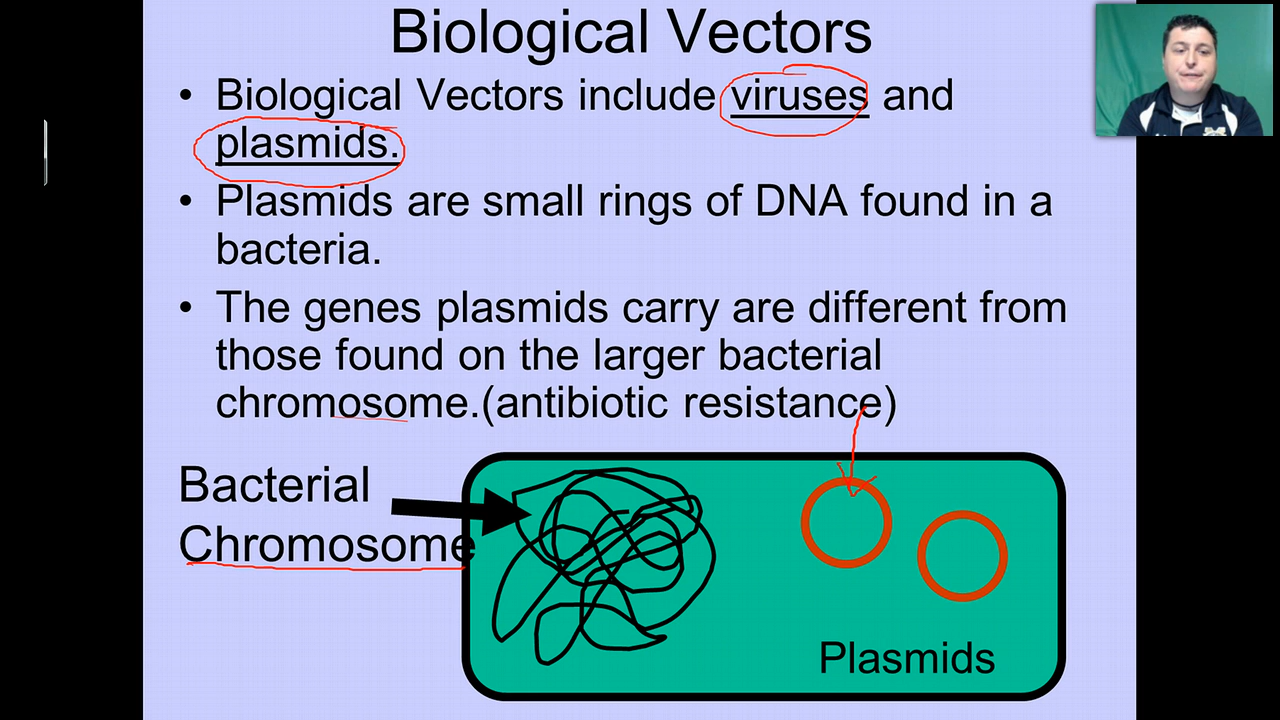 Biological Vectors
• Biological Vectors include viruses and
plasmids.
• Plasmids are small rings of DNA found in a
bacteria.
• The genes plasmids carry are different from
those found on the larger bacterial
chromosome.(antibiotic resistance)
Bacterial
Chromosome
Plasmids